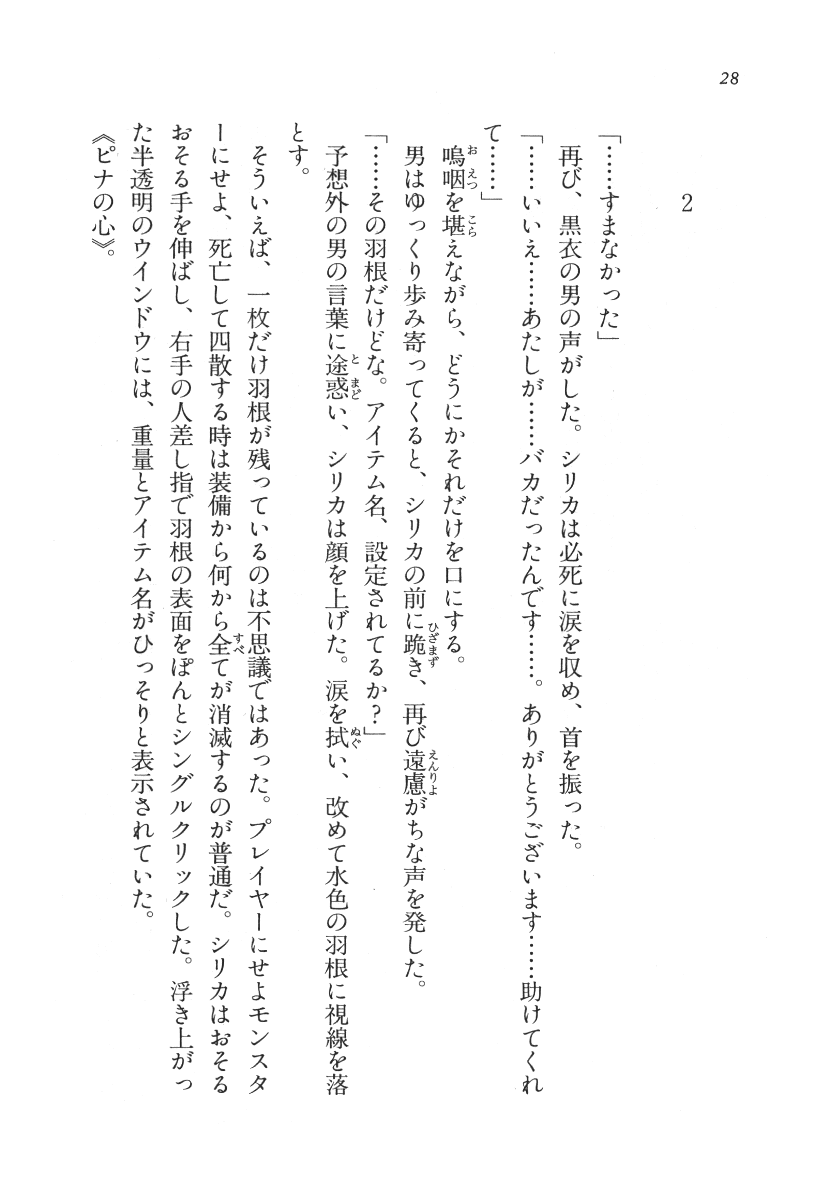 28
2
「……すまなかった」
再び、黒衣の男の声がした。シリカは必死に涙を収め、首を振った。
「……いいえ……あたしが……バカだったんです……。ありがとうございます……助けてくれ
て……」
嗚咽を堪えながら、どうにかそれだけを口にする。
男はゆっくり歩み寄ってくると、シリカの前に跪き、再び遠慮がちな声を発した。
「……その羽根だけどな。アイテム名、設定されてるか?」
予想外の男の言葉に途惑い、シリカは顔を上げた。涙を拭い、改めて水色の羽根に視線を落
とす。
そういえば、一枚だけ羽根が残っているのは不思議ではあった。プレイヤーにせよモンスタ
ーにせよ、死亡して四散する時は装備から何から全てが消滅するのが普通だ。シリカはおそる
おそる手を伸ばし、右手の人差し指で羽根の表面をぽんとシングルクリックした。浮き上がっ
た半透明のウインドウには、重量とアイテム名がひっそりと表示されていた。
《ピナの心》。